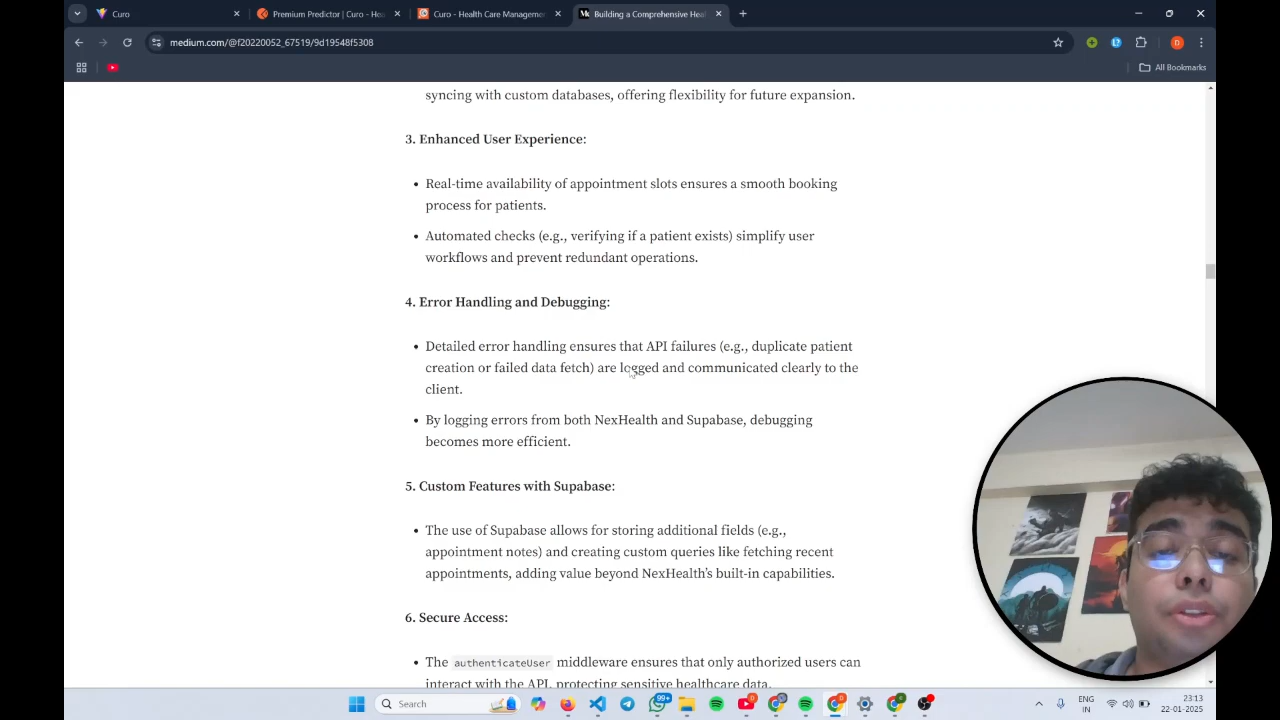 Curo
Premium Predictor | Curo - Hea
Curo - Health Care Managemen
Building a Comprehensive Heal
medium.com/@f20220052_67519/9d19548f5308
D
All Bookmarks
syncing with custom databases, offering flexibility for future expansion.
3. Enhanced User Experience:
• Real-time availability of appointment slots ensures a smooth booking
process for patients.
• Automated checks (e.g., verifying if a patient exists) simplify user
workflows and prevent redundant operations.
4. Error Handling and Debugging:
• Detailed error handling ensures that API failures (e.g., duplicate patient
creation or failed data fetch) are logged and communicated clearly to the
client.
• By logging errors from both NexHealth and Supabase, debugging
becomes more efficient.
5. Custom Features with Supabase:
• The use of Supabase allows for storing additional fields (e.g.,
appointment notes) and creating custom queries like fetching recent
appointments, adding value beyond NexHealth's built-in capabilities.
6. Secure Access:
• The authenticateUser middleware ensures that only authorized users can
interact with the API, protecting sensitive healthcare data.
Search
99+
ENG
IN
23:13
22-01-2025